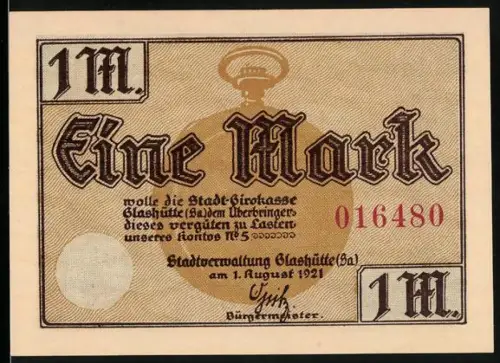 1 M.
Eine Mark
wolle die Stadt-Girokasse
Glashütte (Sa) dem Überbringer
dieses vergüten zu Lasten
unseres Kontos No 5
016480
Stadtverwaltung Glashütte (Sa)
am 1. August 1921
Bürgermeister.
1 M.